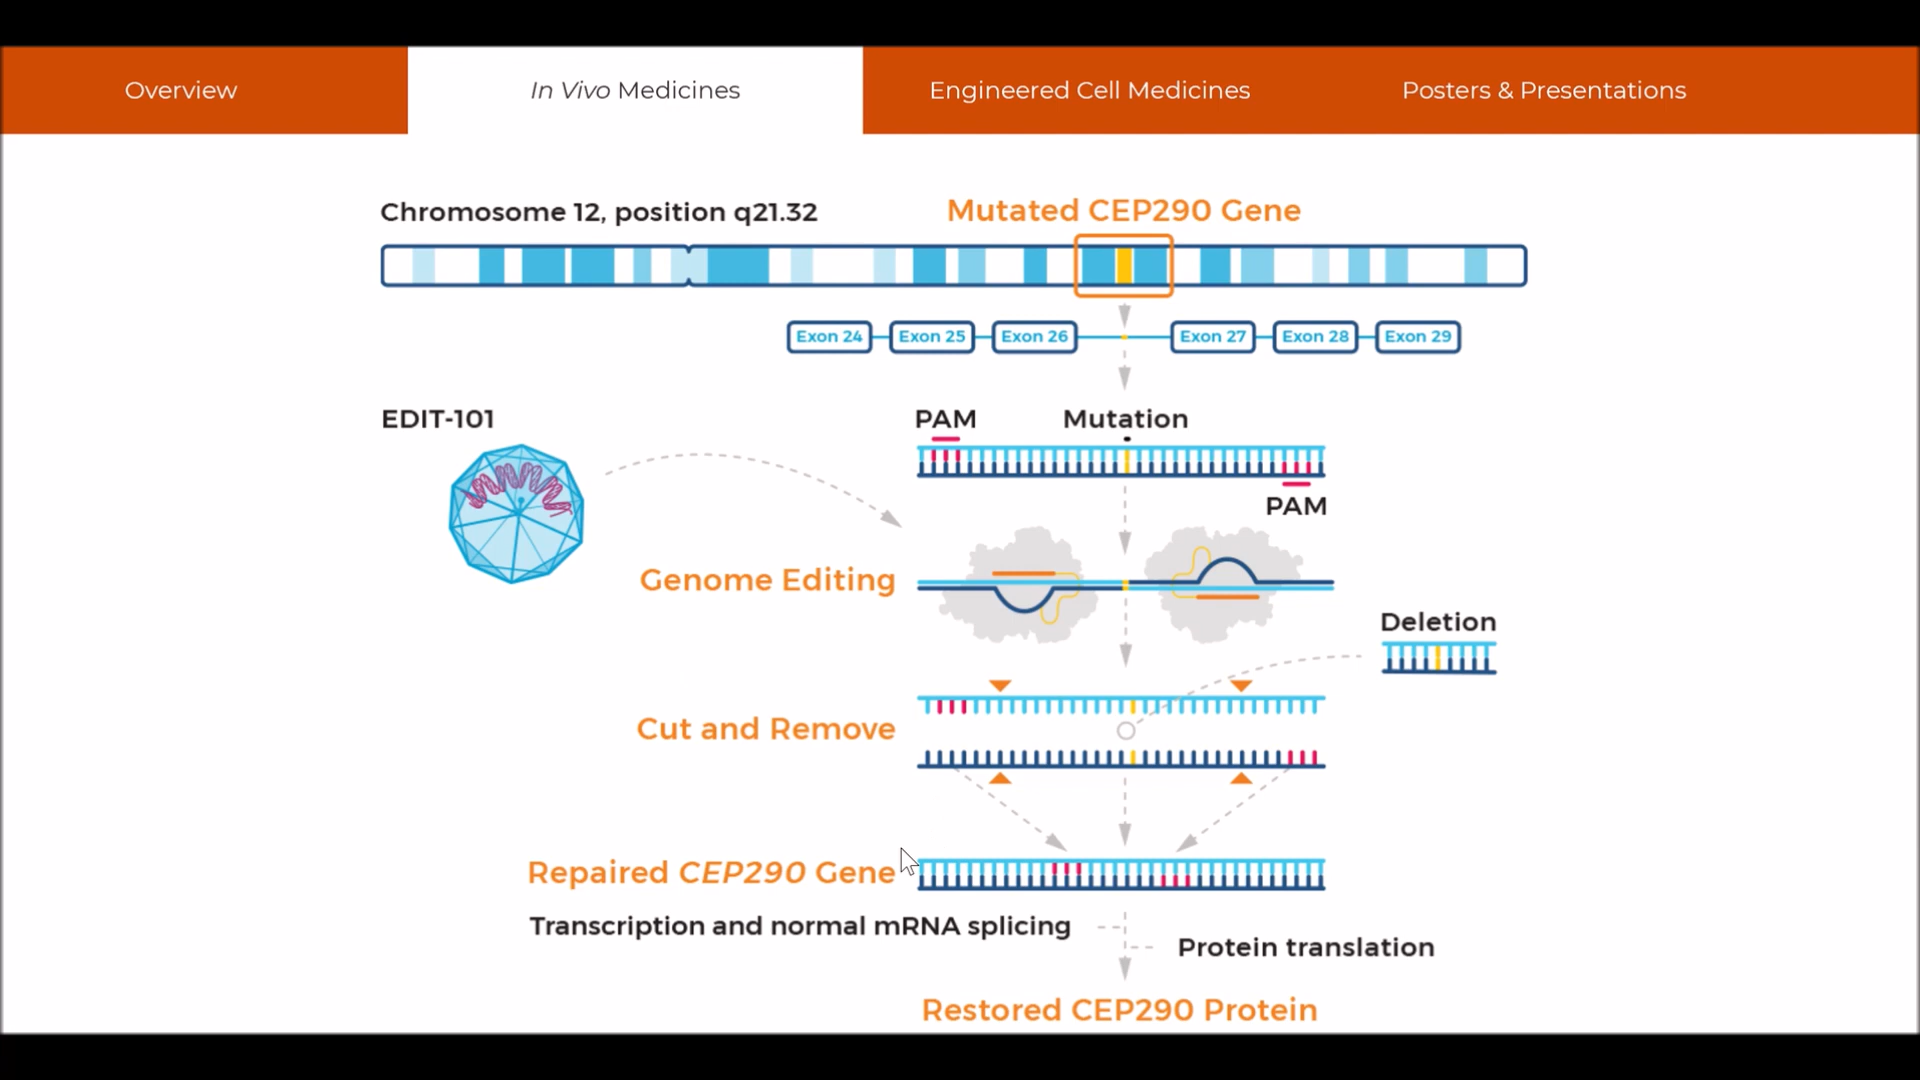 Overview
In Vivo Medicines
Engineered Cell Medicines
Posters & Presentations
Chromosome 12, position q21.32
Mutated CEP290 Gene
Exon 24
Exon 25
Exon 26
Exon 27
Exon 28
Exon 29
EDIT-101
PAM
Mutation
PAM
Genome Editing
Deletion
Cut and Remove
Repaired CEP290 Gene
Transcription and normal mRNA splicing
Protein translation
Restored CEP290 Protein